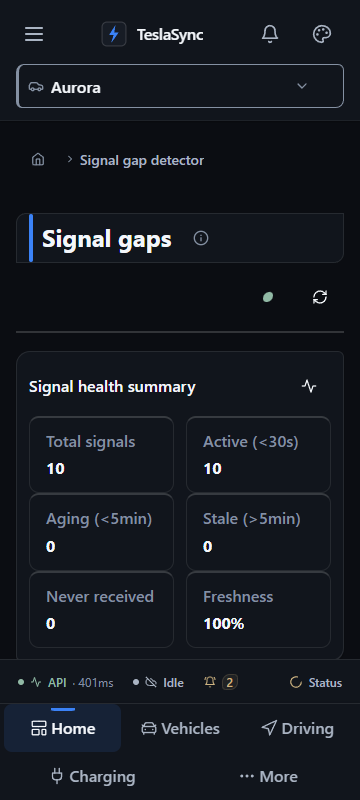 TeslaSync
Aurora
Signal gap detector
Signal gaps
Signal health summary
Total signals
10
Active (<30s)
10
Aging (<5min)
0
Stale (>5min)
0
Never received
0
Freshness
100%
API · 401ms
Idle
2
Status
Home
Vehicles
Driving
Charging
More